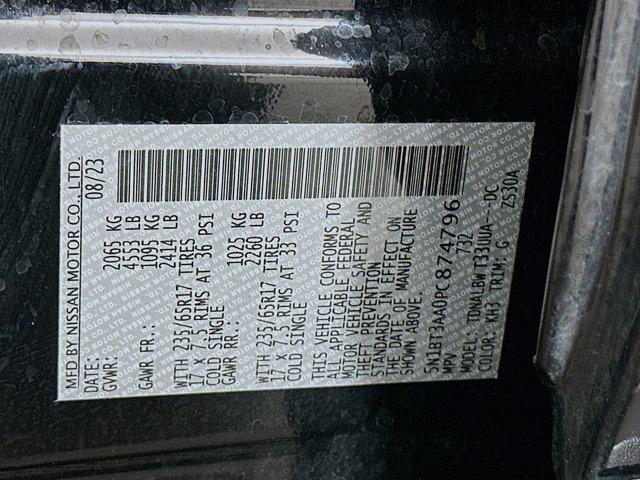 MFD BY NISSAN MOTOR CO., LTD.
DATE: 08/23
GVWR: 2065 KG
4553 LB
GAWR FR.: 1095 KG
2414 LB
WITH 235/65R17 TIRES
17 X 7.5 RIMS AT 36 PSI
COLD SINGLE
GAWR RR.: 1025 KG
2260 LB
WITH 235/65R17 TIRES
17 X 7.5 RIMS AT 33 PSI
COLD SINGLE
THIS VEHICLE CONFORMS TO
ALL APPLICABLE FEDERAL
MOTOR VEHICLE SAFETY AND
THEFT PREVENTION
STANDARDS IN EFFECT ON
THE DATE OF MANUFACTURE
SHOWN ABOVE.
5N1BT3AA0PC874796
MPV 732
MODEL: TDNALBWT33UUA---DC
COLOR: KH3 TRIM: G ZS30A